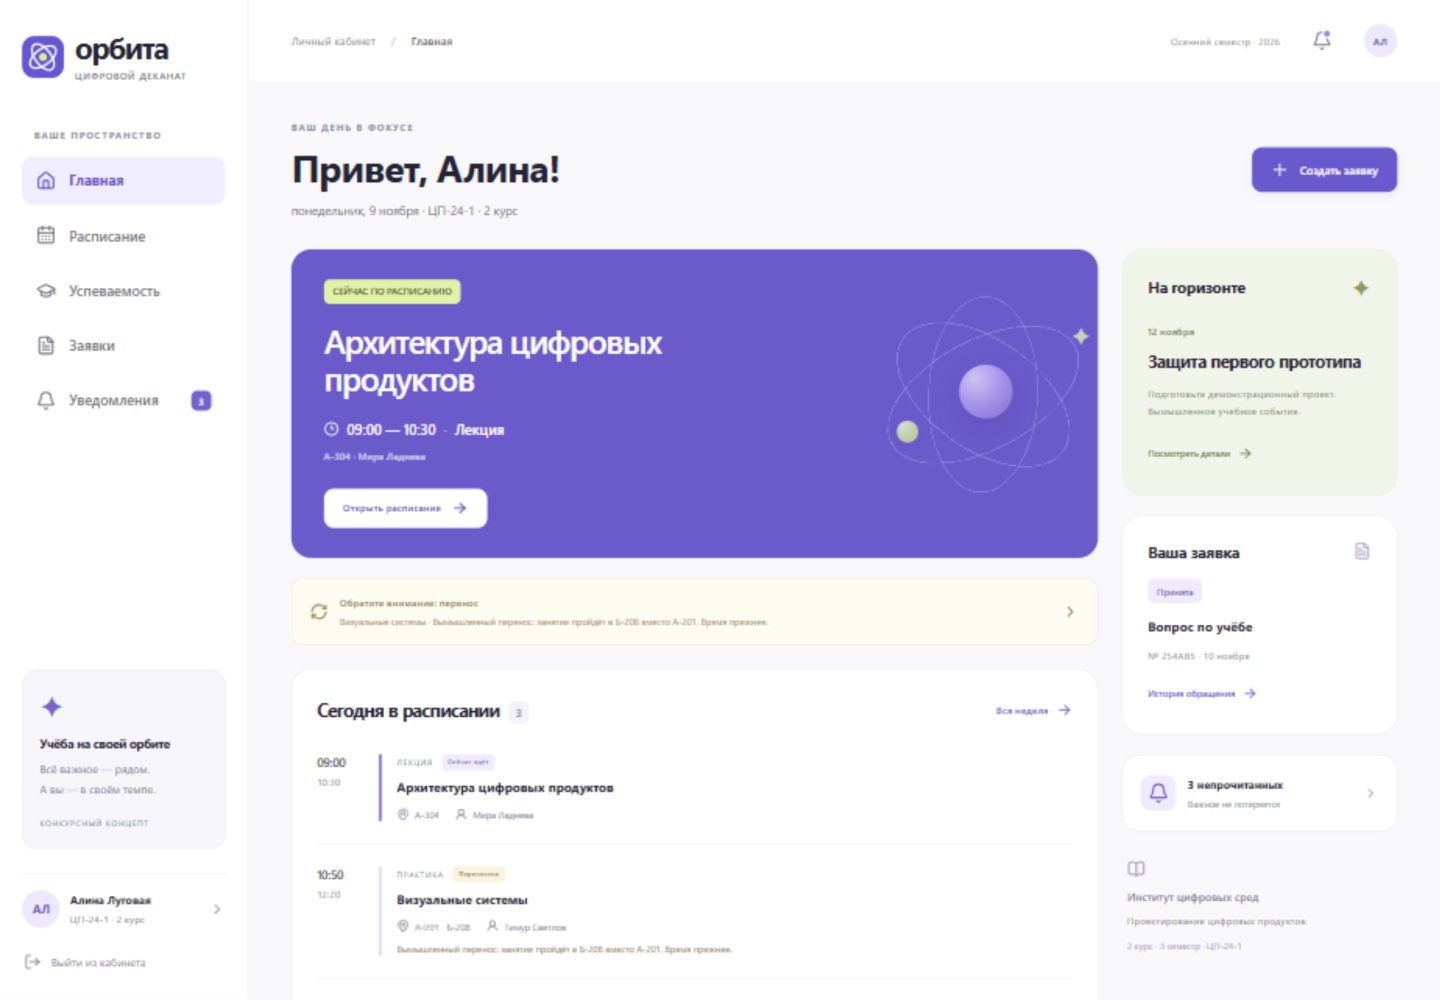 орбита
ЦИФРОВОЙ ДЕКАНАТ
ВАШЕ ПРОСТРАНСТВО
Главная
Расписание
Успеваемость
Заявки
Уведомления
3
Учёба на своей орбите
Всё важное — рядом.
А вы — в своём темпе.
КОНКУРСНЫЙ КОНЦЕПТ
АЛ
Алина Луговая
ЦП-24-1 · 2 курс
Выйти из кабинета
Личный кабинет / Главная
Осенний семестр · 2026
АЛ
ВАШ ДЕНЬ В ФОКУСЕ
Привет, Алина!
понедельник, 9 ноября · ЦП-24-1 · 2 курс
Создать заявку
СЕЙЧАС ПО РАСПИСАНИЮ
Архитектура цифровых
продуктов
09:00 — 10:30 · Лекция
А-304 · Мира Ладнева
Открыть расписание
Обратите внимание: перенос
Визуальные системы · Вымышленный перенос: занятие пройдёт в Б-206 вместо А-201. Время прежнее.
Сегодня в расписании 3
Вся неделя
09:00
10:30
ЛЕКЦИЯ Сейчас идёт
Архитектура цифровых продуктов
А-304 Мира Ладнева
10:50
12:20
ПРАКТИКА Перенесена
Визуальные системы
А-201 Б-206 Тимур Светлов
Вымышленный перенос: занятие пройдёт в Б-206 вместо А-201. Время прежнее.
На горизонте
12 ноября
Защита первого прототипа
Подготовьте демонстрационный проект.
Вымышленное учебное событие.
Посмотреть детали
Ваша заявка
Принята
Вопрос по учёбе
№ 254AB5 · 10 ноября
История обращения
3 непрочитанных
Важное не потеряется
Институт цифровых сред
Проектирование цифровых продуктов
2 курс · 3 семестр · ЦП-24-1